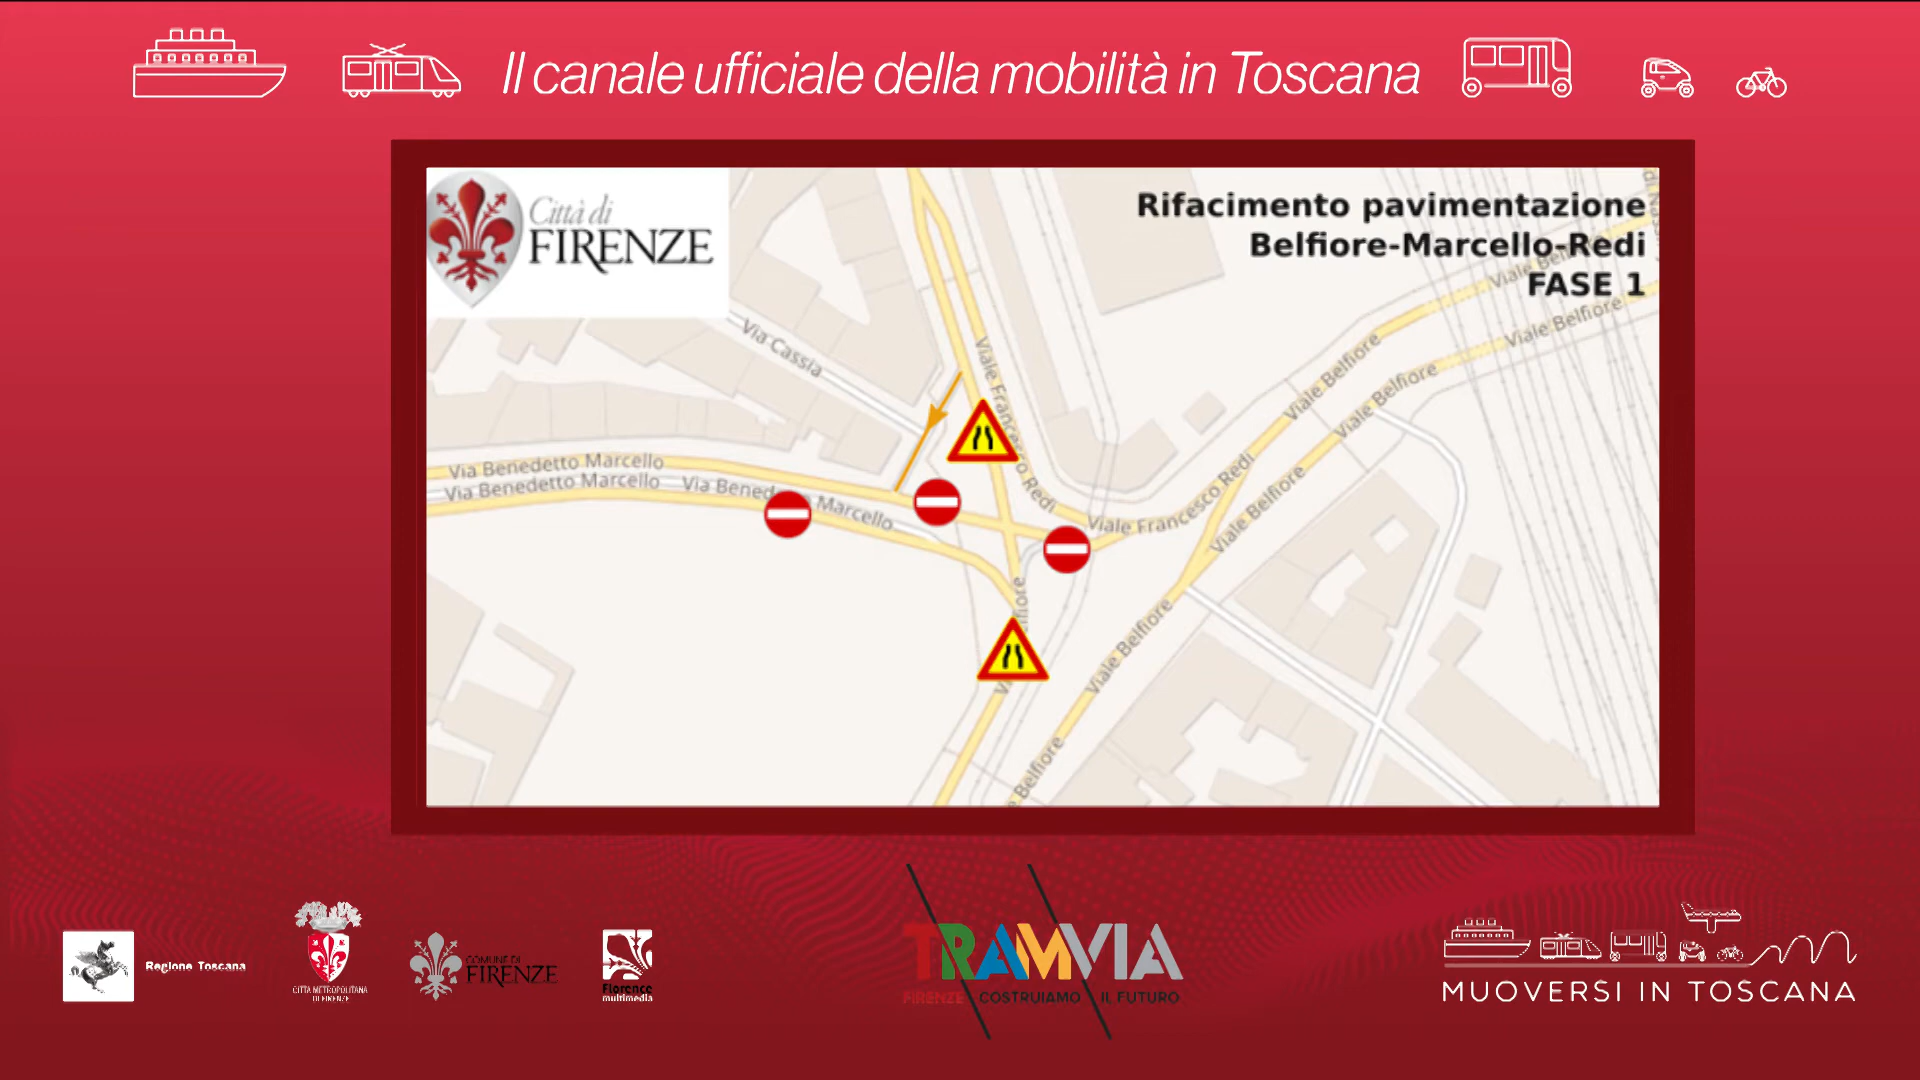 Il canale ufficiale della mobilità in Toscana
Città di
FIRENZE
Rifacimento pavimentazione
Belfiore-Marcello-Redi
FASE 1
Viale Belfiore
Viale Belfiore
Via Cassia
Viale Francesco Redi
Viale Belfiore
Viale Belfiore
Via Benedetto Marcello
Via Benedetto Marcello
Marcello
Viale Francesco Redi
Viale Belfiore
Viale Belfiore
Belfiore
Regione Toscana
CITTÀ METROPOLITANA
DI FIRENZE
COMUNE DI
FIRENZE
Florence
multimedia
TRAMVIA
FIRENZE COSTRUIAMO IL FUTURO
MUOVERSI IN TOSCANA